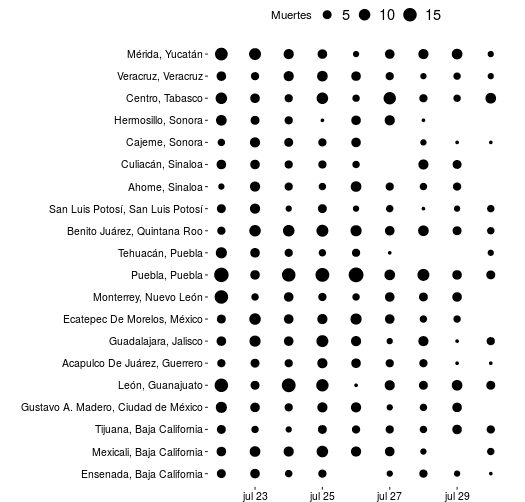 Muertes 5 10 15
Mérida, Yucatán
Veracruz, Veracruz
Centro, Tabasco
Hermosillo, Sonora
Cajeme, Sonora
Culiacán, Sinaloa
Ahome, Sinaloa
San Luis Potosí, San Luis Potosí
Benito Juárez, Quintana Roo
Tehuacán, Puebla
Puebla, Puebla
Monterrey, Nuevo León
Ecatepec De Morelos, México
Guadalajara, Jalisco
Acapulco De Juárez, Guerrero
León, Guanajuato
Gustavo A. Madero, Ciudad de México
Tijuana, Baja California
Mexicali, Baja California
Ensenada, Baja California
jul 23 jul 25 jul 27 jul 29